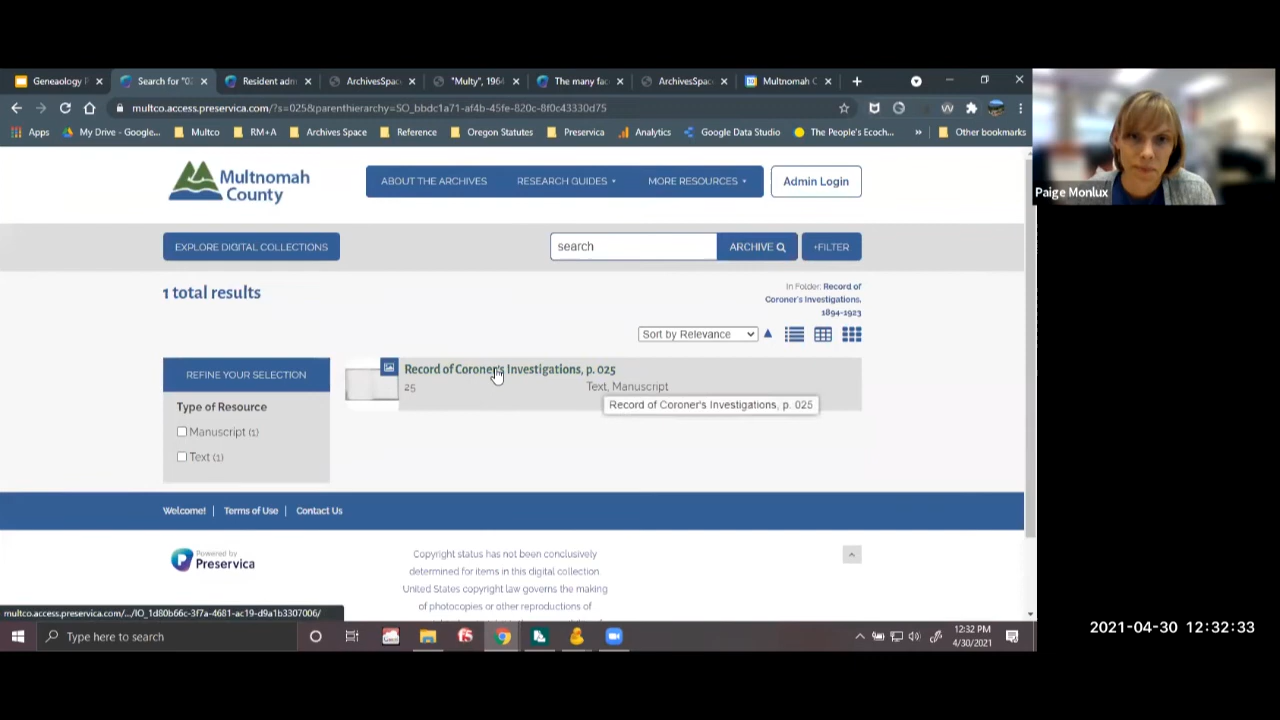 Geneaology
Search for "0
Resident adm
ArchivesSpac
"Multy", 196
The many fac
ArchivesSpac
Multnomah C
multco.access.preservica.com/?s=025&parenthierarchy=SO_bbdc1a71-af4b-45fe-820c-8f0c43330d75
Apps My Drive - Google... Multco RM+A Archives Space Reference Oregon Statutes Preservica Analytics Google Data Studio The People's Ecoch... » Other bookmarks
Multnomah
County
ABOUT THE ARCHIVES RESEARCH GUIDES MORE RESOURCES Admin Login
EXPLORE DIGITAL COLLECTIONS search ARCHIVE +FILTER
1 total results
In Folder: Record of
Coroner's Investigations,
1894-1923
Sort by Relevance
REFINE YOUR SELECTION
Type of Resource
Manuscript (1)
Text (1)
Record of Coroner's Investigations, p. 025
25 Text, Manuscript
Record of Coroner's Investigations, p. 025
Welcome! | Terms of Use | Contact Us
Powered by
Preservica
Copyright status has not been conclusively
determined for items in this digital collection.
United States copyright law governs the making
of photocopies or other reproductions of
multco.access.preservica.com/.../IO_1d80b66c-3f7a-4681-ac19-d9a1b3307006/
Type here to search
12:32 PM
4/30/2021
Paige Monlux
2021-04-30 12:32:33